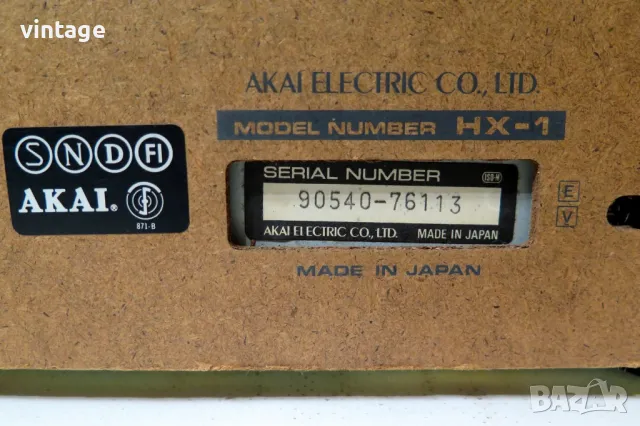 vintage
AKAI ELECTRIC CO., LTD.
MODEL NUMBER HX-1
S N D FI
AKAI.®
871-B
SERIAL NUMBER
90540-76113
AKAI ELECTRIC CO., LTD. MADE IN JAPAN
E
V
MADE IN JAPAN
BAZAR